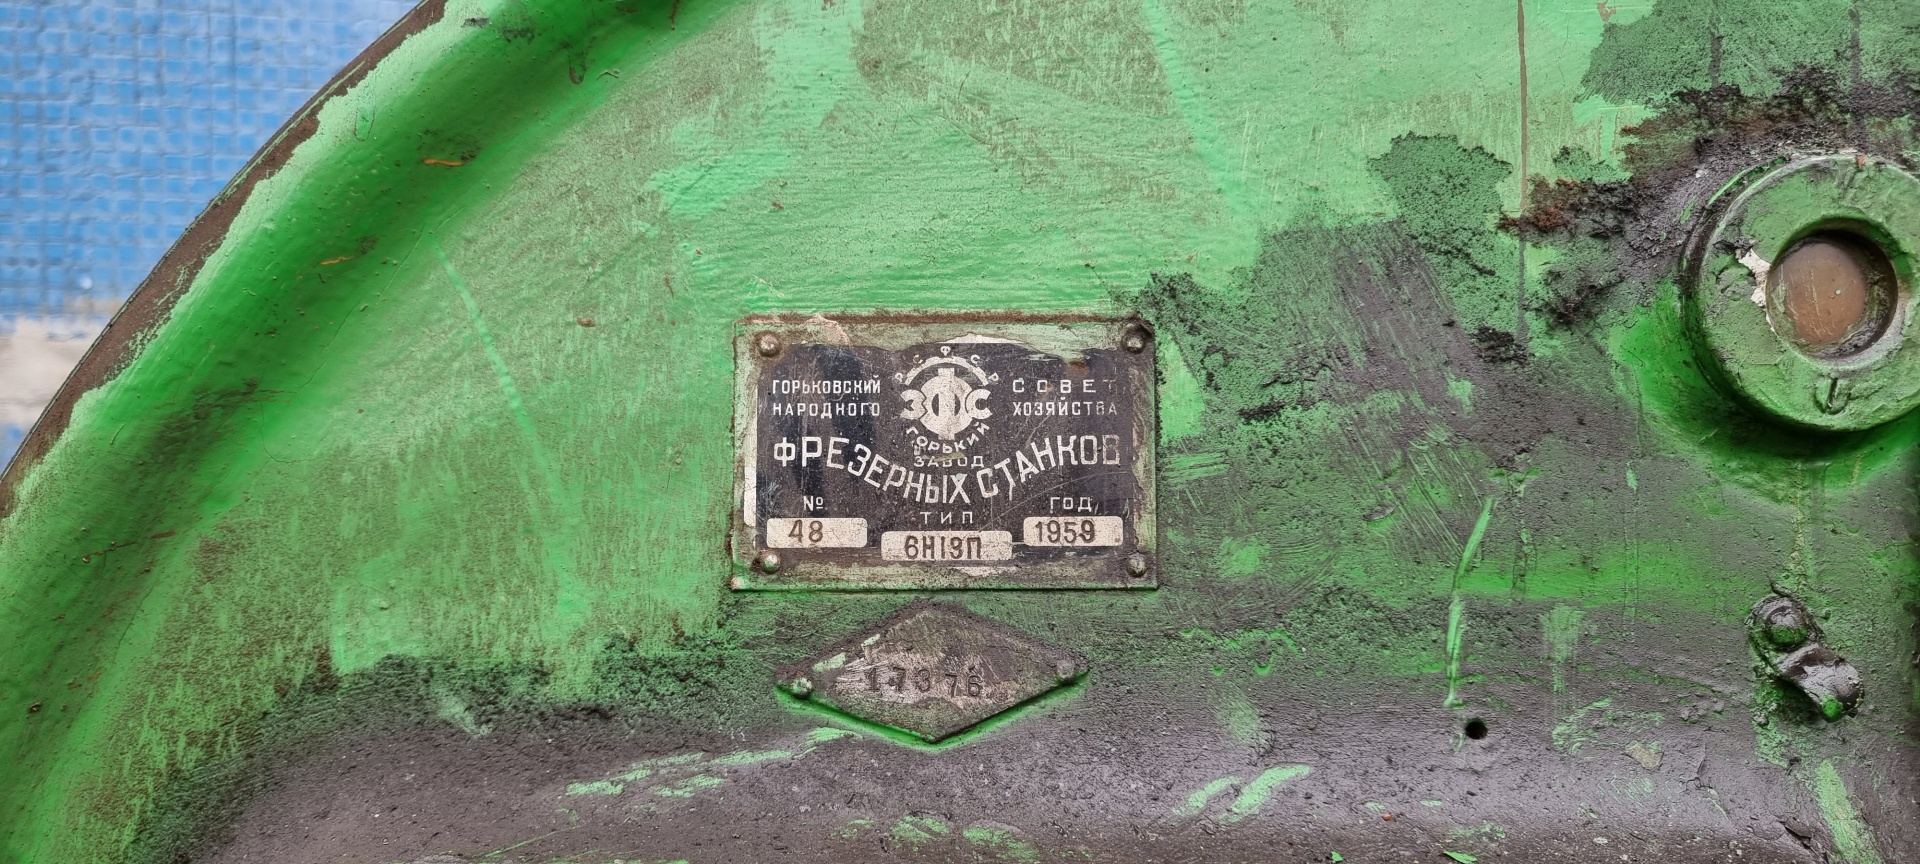 РСФСР
ГОРЬКОВСКИЙ СОВЕТ
ЗФС
НАРОДНОГО ХОЗЯЙСТВА
ГОРЬКИЙ
ЗАВОД
ФРЕЗЕРНЫХ СТАНКОВ
№ ТИП ГОД
48 6Н13П 1959
17376